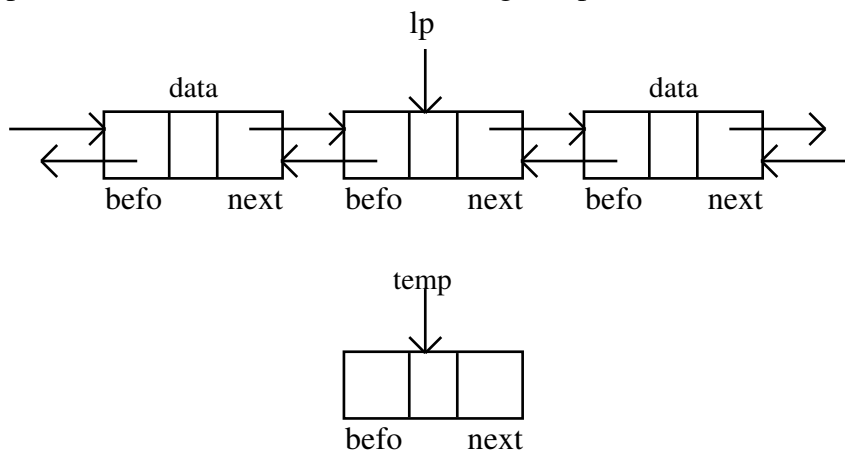 lp
data data
befo next befo next befo next
temp
befo next